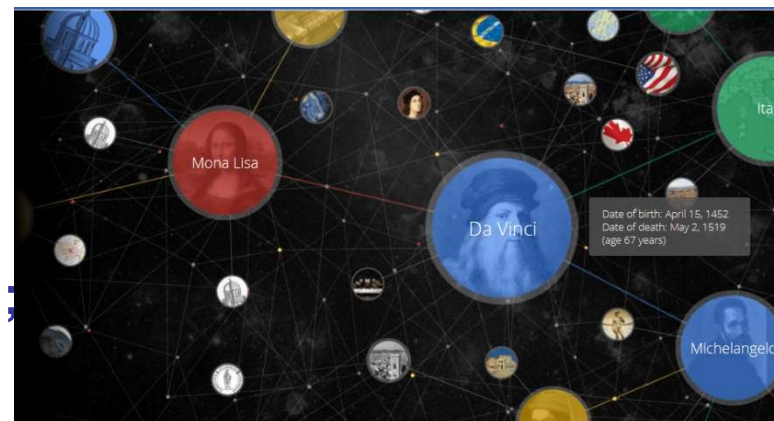 Ita
Mona Lisa
Date of birth: April 15, 1452
Date of death: May 2, 1519
(age 67 years)
Da Vinci
Michelangelo
;